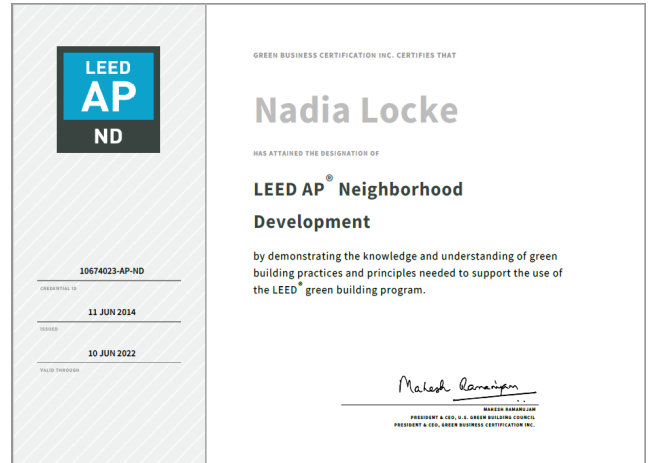 LEED
AP
ND
10674023-AP-ND
CREDENTIAL ID
11 JUN 2014
ISSUED
10 JUN 2022
VALID THROUGH
GREEN BUSINESS CERTIFICATION INC. CERTIFIES THAT
Nadia Locke
HAS ATTAINED THE DESIGNATION OF
LEED AP® Neighborhood
Development
by demonstrating the knowledge and understanding of green
building practices and principles needed to support the use of
the LEED® green building program.
Mahesh Ramanujam
MAHESH RAMANUJAM
PRESIDENT & CEO, U.S. GREEN BUILDING COUNCIL
PRESIDENT & CEO, GREEN BUSINESS CERTIFICATION INC.